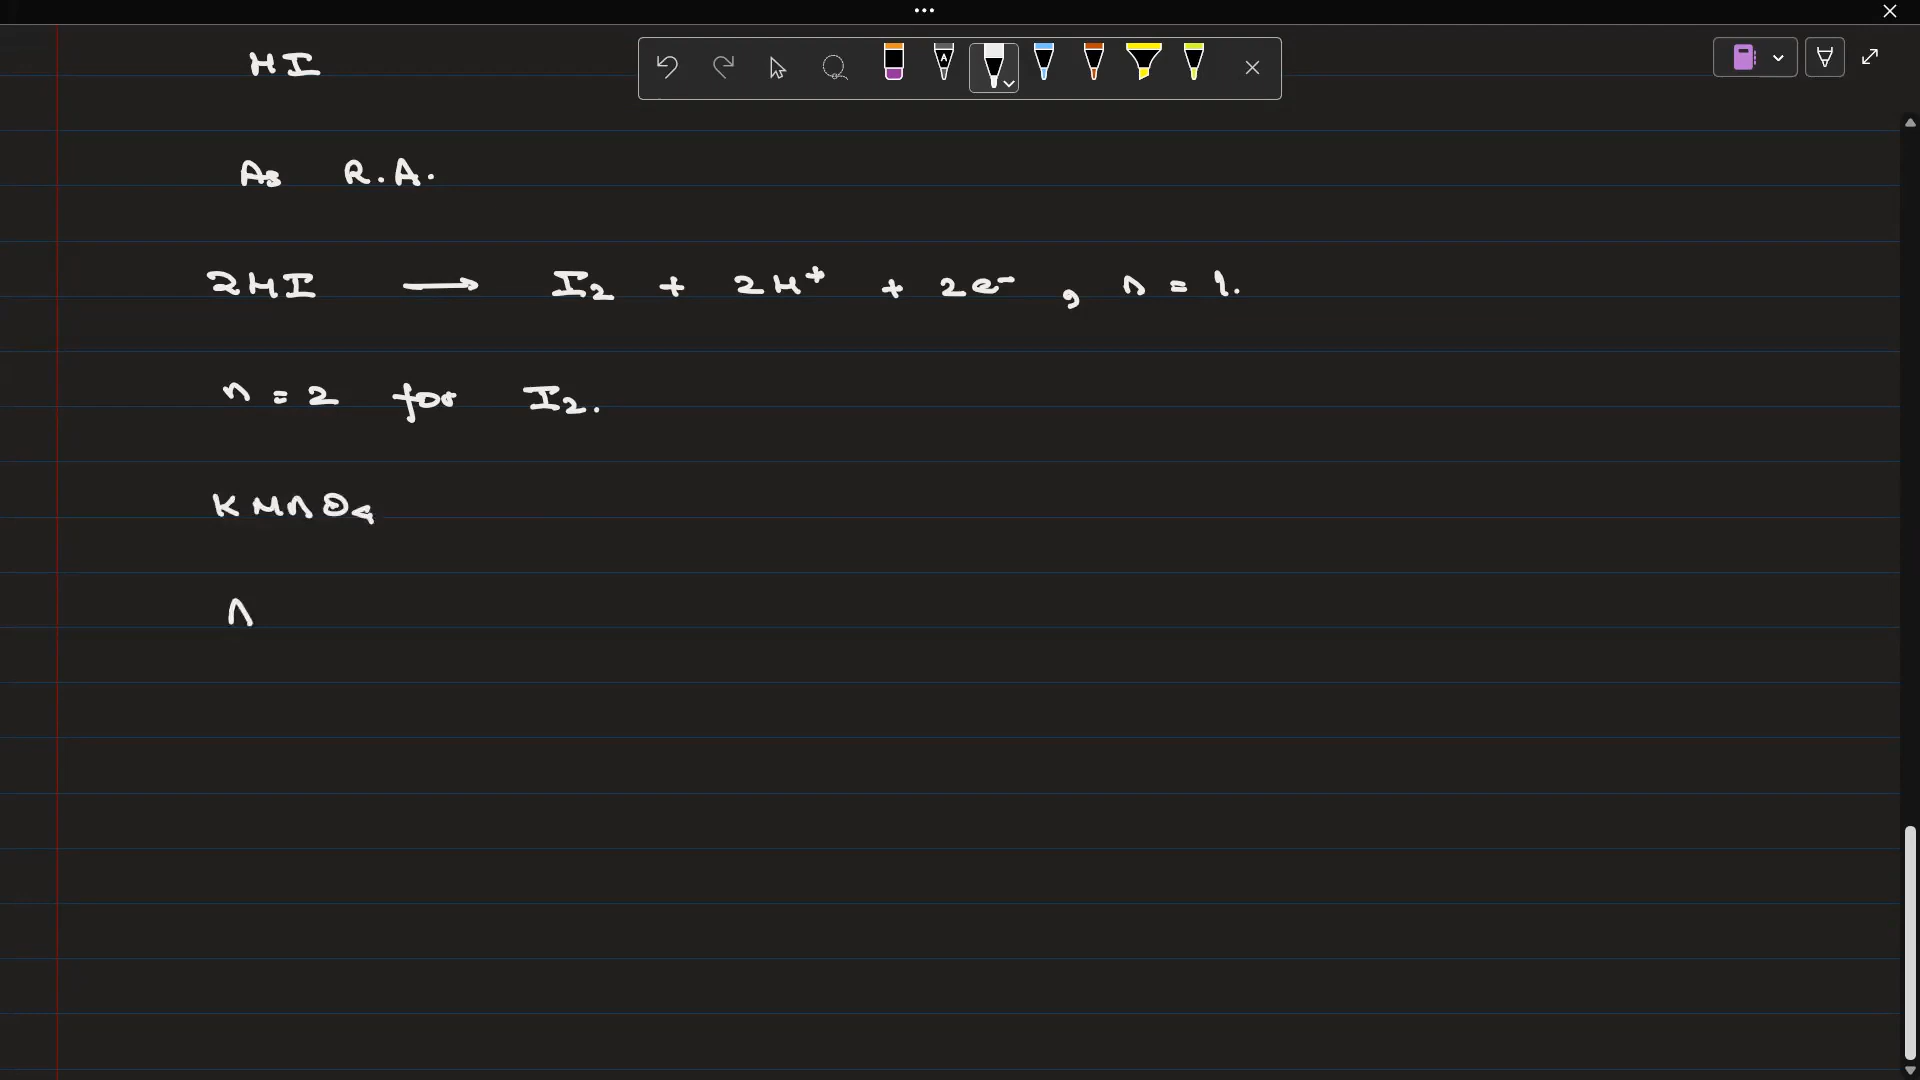 HI
As R.A.
2HI ⟶ I₂ + 2H⁺ + 2e⁻ , n = 1.
n = 2 for I₂.
KMnO₄
n